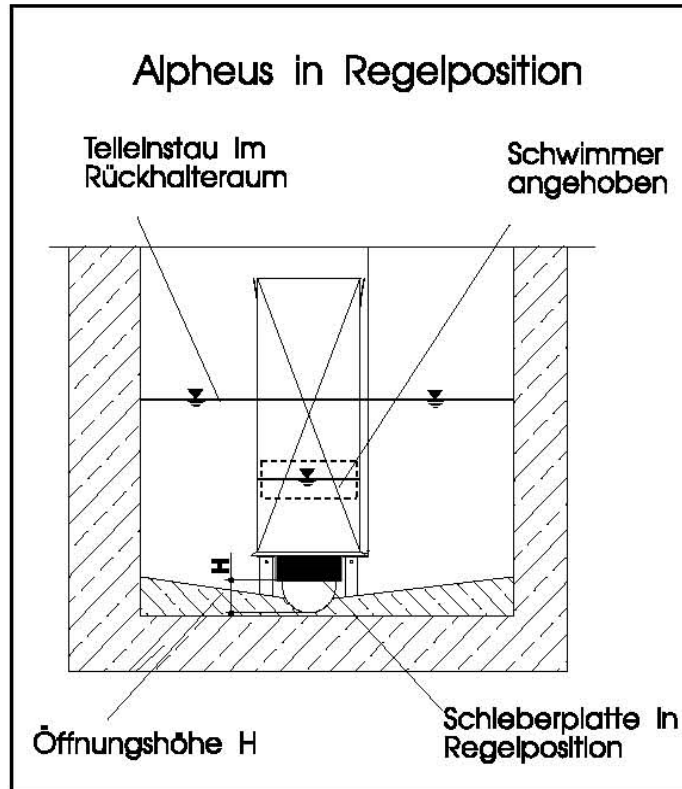 Alpheus in Regelposition
Teileinstau im
Rückhalteraum
Schwimmer
angehoben
H
Öffnungshöhe H
Schieberplatte in
Regelposition